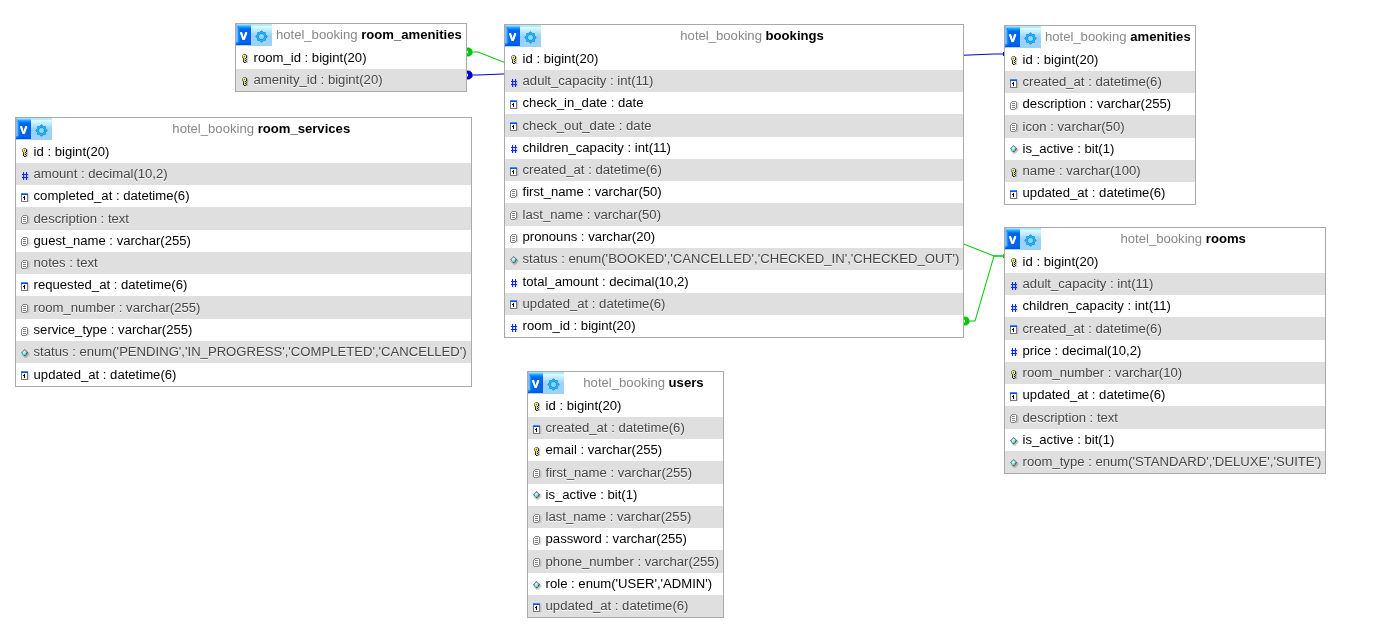 hotel_booking room_amenities
room_id : bigint(20)
amenity_id : bigint(20)
hotel_booking bookings
id : bigint(20)
adult_capacity : int(11)
check_in_date : date
check_out_date : date
children_capacity : int(11)
created_at : datetime(6)
first_name : varchar(50)
last_name : varchar(50)
pronouns : varchar(20)
status : enum('BOOKED','CANCELLED','CHECKED_IN','CHECKED_OUT')
total_amount : decimal(10,2)
updated_at : datetime(6)
room_id : bigint(20)
hotel_booking amenities
id : bigint(20)
created_at : datetime(6)
description : varchar(255)
icon : varchar(50)
is_active : bit(1)
name : varchar(100)
updated_at : datetime(6)
hotel_booking room_services
id : bigint(20)
amount : decimal(10,2)
completed_at : datetime(6)
description : text
guest_name : varchar(255)
notes : text
requested_at : datetime(6)
room_number : varchar(255)
service_type : varchar(255)
status : enum('PENDING','IN_PROGRESS','COMPLETED','CANCELLED')
updated_at : datetime(6)
hotel_booking rooms
id : bigint(20)
adult_capacity : int(11)
children_capacity : int(11)
created_at : datetime(6)
price : decimal(10,2)
room_number : varchar(10)
updated_at : datetime(6)
description : text
is_active : bit(1)
room_type : enum('STANDARD','DELUXE','SUITE')
hotel_booking users
id : bigint(20)
created_at : datetime(6)
email : varchar(255)
first_name : varchar(255)
is_active : bit(1)
last_name : varchar(255)
password : varchar(255)
phone_number : varchar(255)
role : enum('USER','ADMIN')
updated_at : datetime(6)